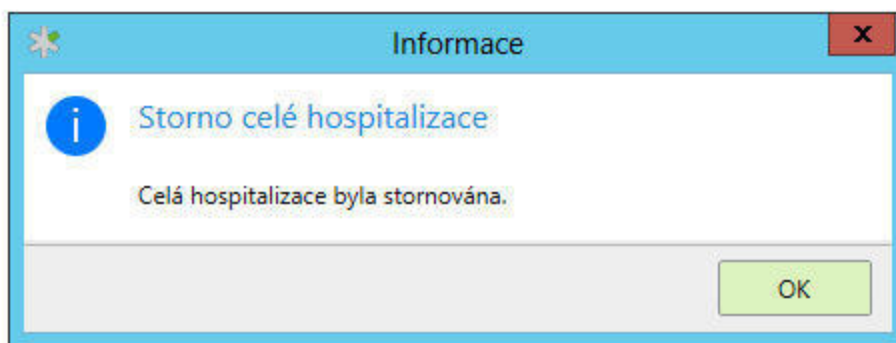 Informace
x
Storno celé hospitalizace
Celá hospitalizace byla stornována.
OK